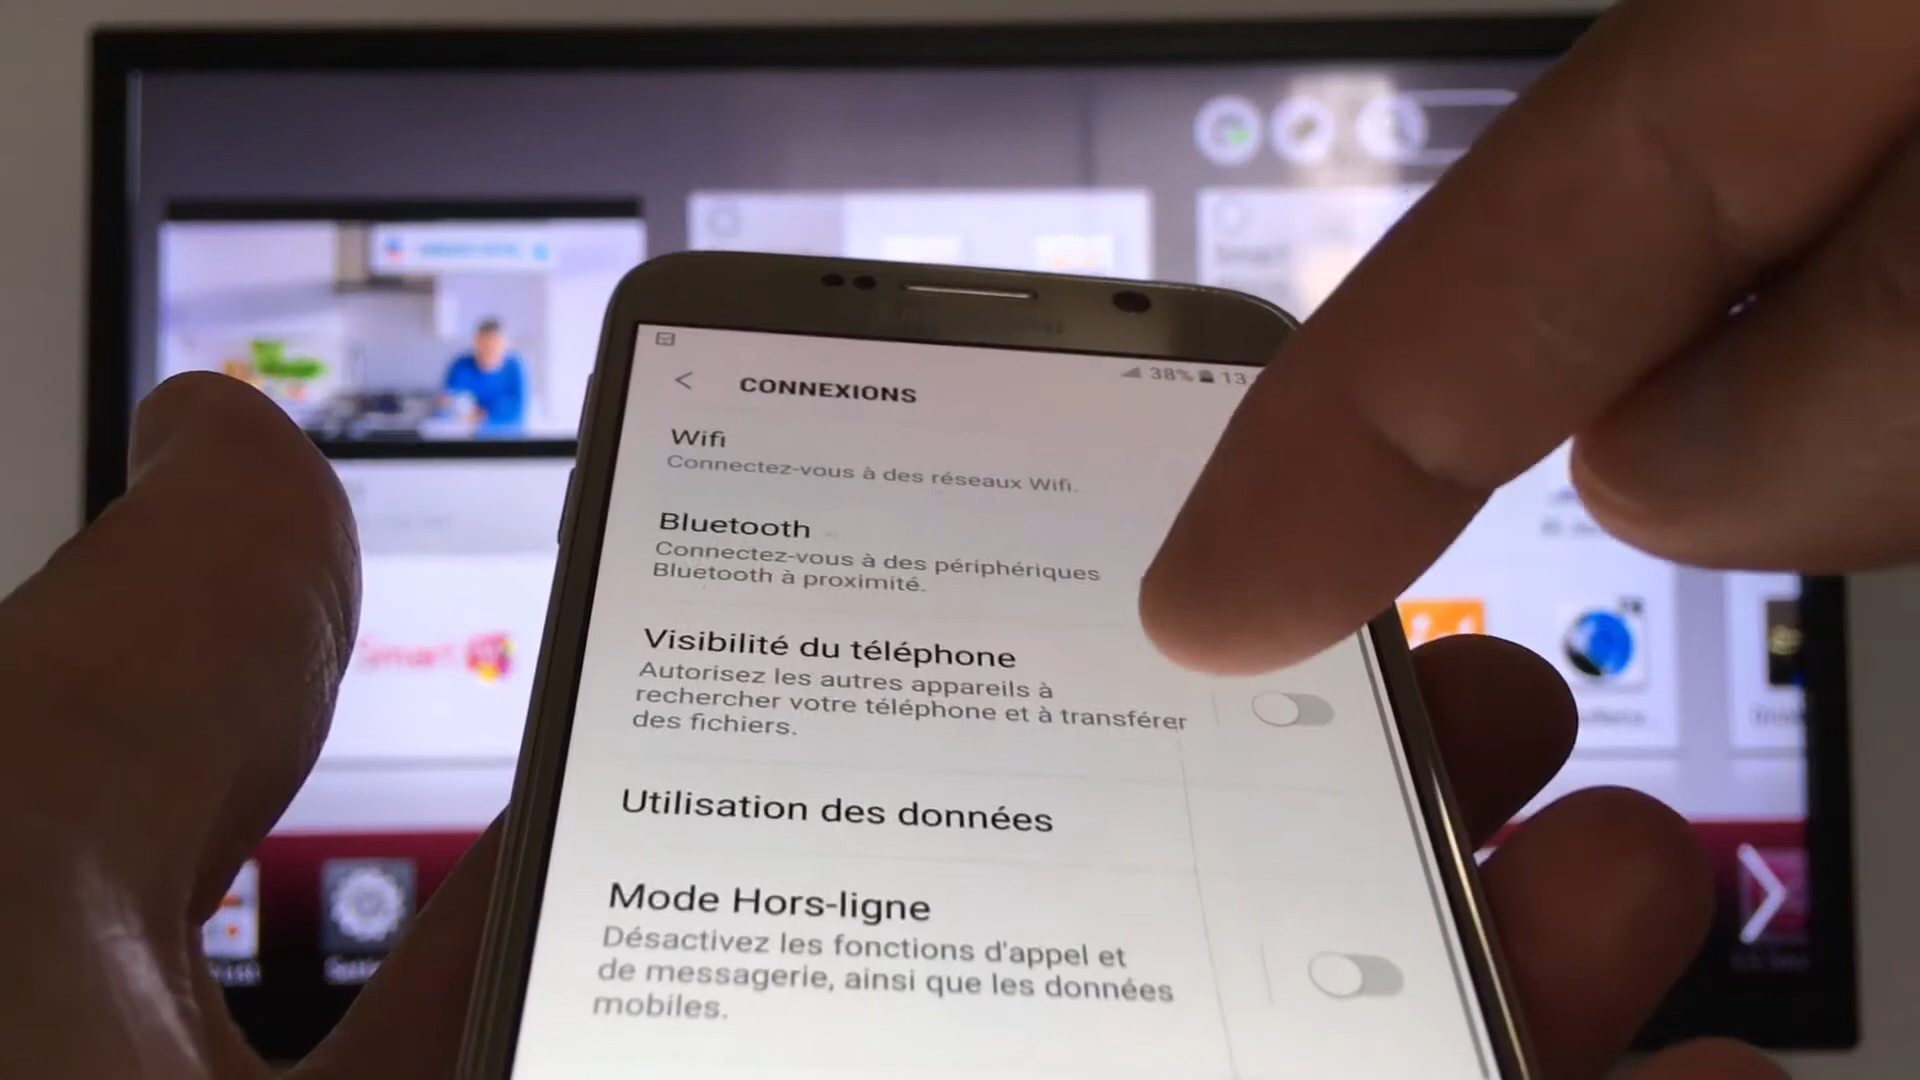 38% 13
CONNEXIONS
Wifi
Connectez-vous à des réseaux Wifi.
Bluetooth
Connectez-vous à des périphériques
Bluetooth à proximité.
Visibilité du téléphone
Autorisez les autres appareils à
rechercher votre téléphone et à transférer
des fichiers.
Utilisation des données
Mode Hors-ligne
Désactivez les fonctions d'appel et
de messagerie, ainsi que les données
mobiles.
Smart